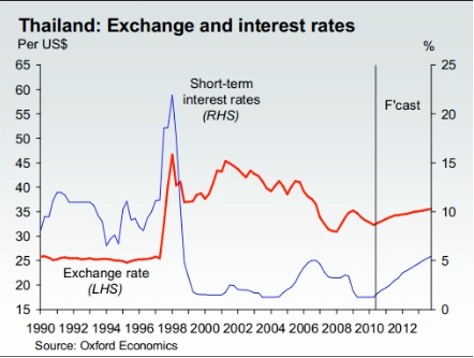 Thailand: Exchange and interest rates
Per US$
%
65
60
55
50
45
40
35
30
25
20
15
25
20
15
10
5
0
Short-term
interest rates
(RHS)
F'cast
Exchange rate
(LHS)
1990 1992 1994 1996 1998 2000 2002 2004 2006 2008 2010 2012
Source: Oxford Economics